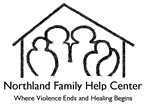 Northland Family Help Center
Where Violence Ends and Healing Begins